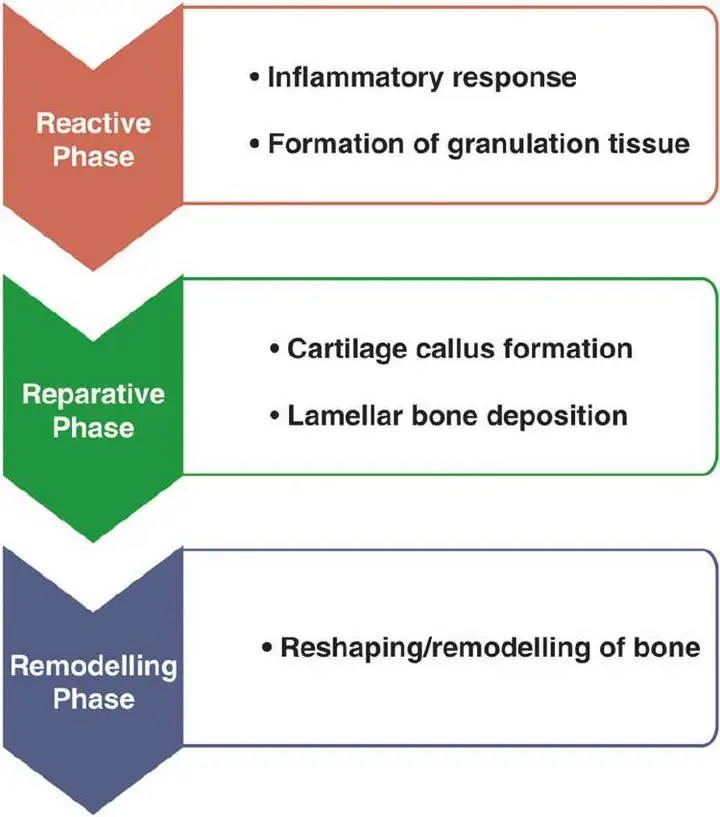 Reactive
Phase
• Inflammatory response
• Formation of granulation tissue
Reparative
Phase
• Cartilage callus formation
• Lamellar bone deposition
Remodelling
Phase
• Reshaping/remodelling of bone